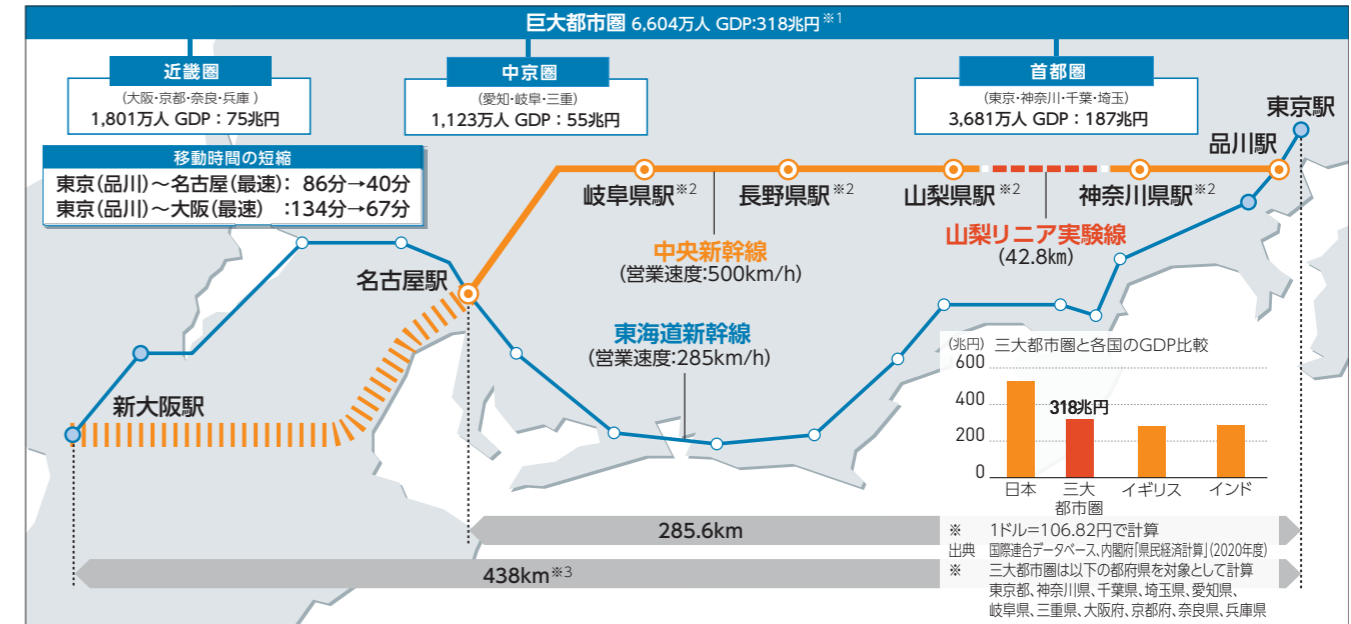 巨大都市圏 6,604万人 GDP:318兆円※1
近畿圏
(大阪・京都・奈良・兵庫)
1,801万人 GDP：75兆円
中京圏
(愛知・岐阜・三重)
1,123万人 GDP：55兆円
首都圏
(東京・神奈川・千葉・埼玉)
3,681万人 GDP：187兆円
東京駅
品川駅
移動時間の短縮
東京(品川)～名古屋(最速)： 86分→40分
東京(品川)～大阪(最速) ：134分→67分
岐阜県駅※2
長野県駅※2
山梨県駅※2
神奈川県駅※2
中央新幹線
(営業速度:500km/h)
山梨リニア実験線
(42.8km)
名古屋駅
東海道新幹線
(営業速度:285km/h)
新大阪駅
(兆円) 三大都市圏と各国のGDP比較
600
400
200
0
318兆円
日本
三大
都市圏
イギリス
インド
※ 1ドル＝106.82円で計算
出典 国際連合データベース、内閣府「県民経済計算」(2020年度)
※ 三大都市圏は以下の都府県を対象として計算
東京都、神奈川県、千葉県、埼玉県、愛知県、
岐阜県、三重県、大阪府、京都府、奈良県、兵庫県
285.6km
438km※3